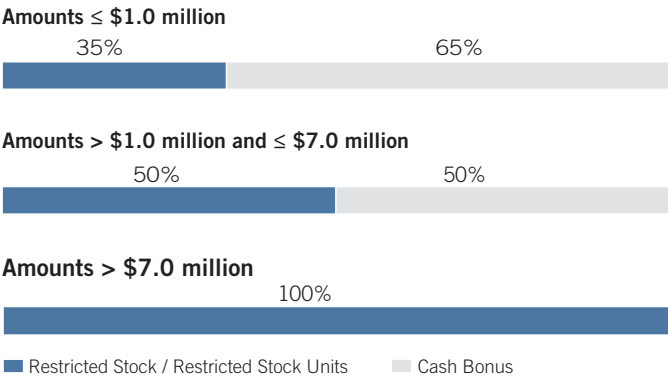 Amounts ≤ $1.0 million
35% 65%
Amounts > $1.0 million and ≤ $7.0 million
50% 50%
Amounts > $7.0 million
100%
Restricted Stock / Restricted Stock Units Cash Bonus